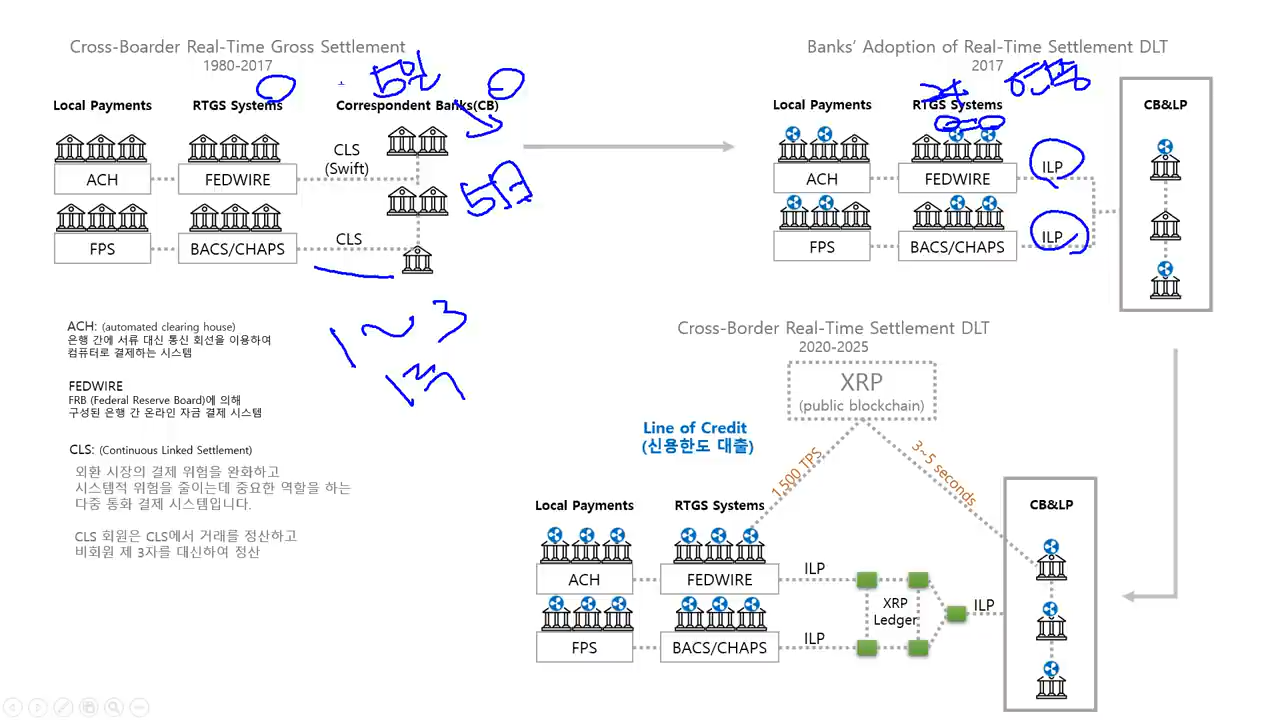 Cross-Boarder Real-Time Gross Settlement
1980-2017
5일
Local Payments
RTGS Systems
Correspondent Banks(CB)
CLS
(Swift)
ACH
FEDWIRE
CLS
FPS
BACS/CHAPS
1~3
ACH: (automated clearing house)
은행 간에 서류 대신 통신 회선을 이용하여
컴퓨터로 결제하는 시스템
FEDWIRE
FRB (Federal Reserve Board)에 의해
구성된 은행 간 온라인 자금 결제 시스템
CLS: (Continuous Linked Settlement)
외환 시장의 결제 위험을 완화하고
시스템적 위험을 줄이는데 중요한 역할을 하는
다중 통화 결제 시스템입니다.
CLS 회원은 CLS에서 거래를 정산하고
비회원 제 3자를 대신하여 정산
Banks’ Adoption of Real-Time Settlement DLT
2017
Local Payments
RTGS Systems
CB&LP
ACH
FEDWIRE
ILP
FPS
BACS/CHAPS
ILP
Cross-Border Real-Time Settlement DLT
2020-2025
XRP
(public blockchain)
Line of Credit
(신용한도 대출)
1,500 TPS
3~5 seconds
Local Payments
RTGS Systems
CB&LP
ACH
FEDWIRE
ILP
XRP
Ledger
ILP
FPS
BACS/CHAPS
ILP